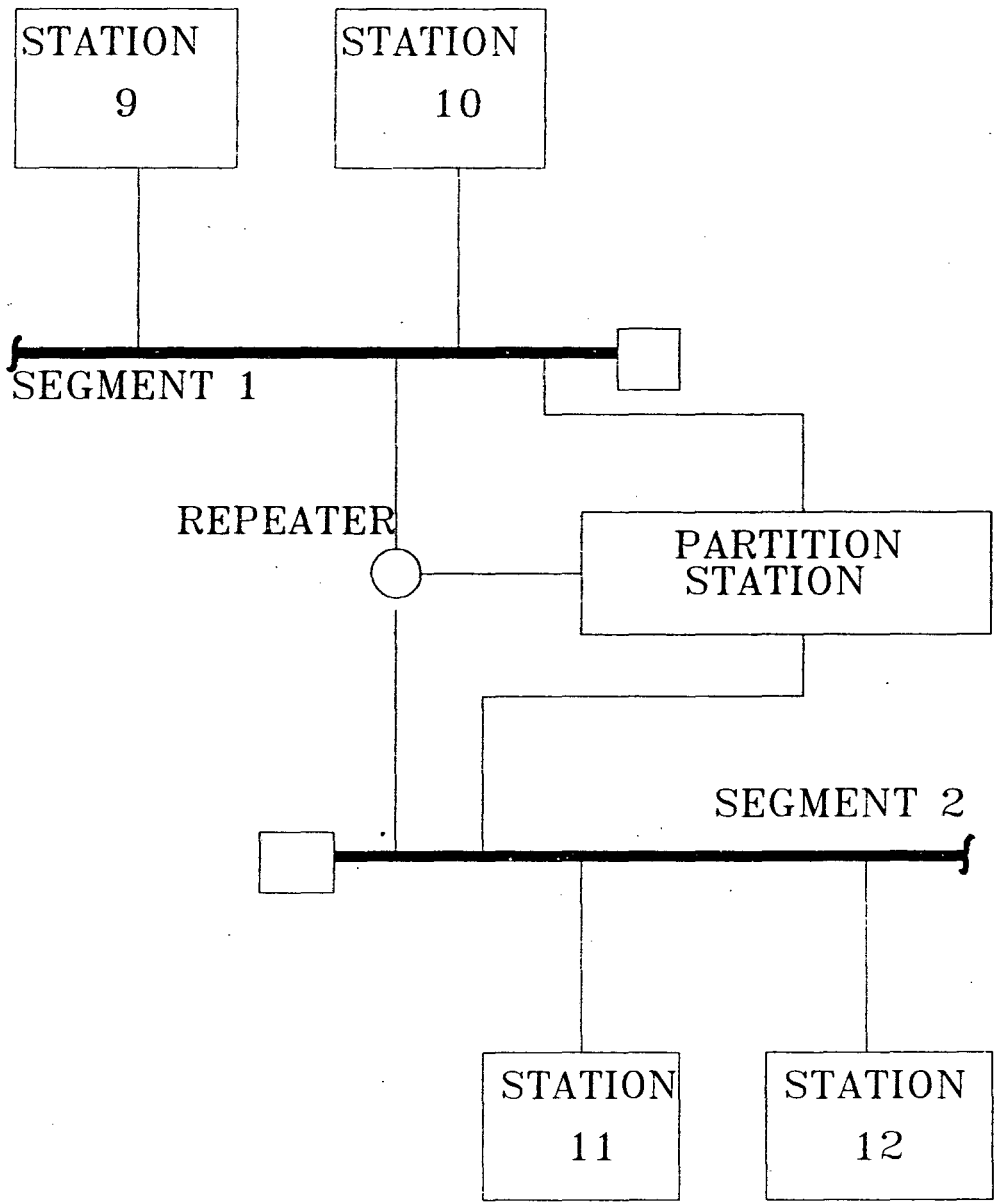 STATION
9
STATION
10
SEGMENT 1
REPEATER
PARTITION
STATION
SEGMENT 2
STATION
11
STATION
12